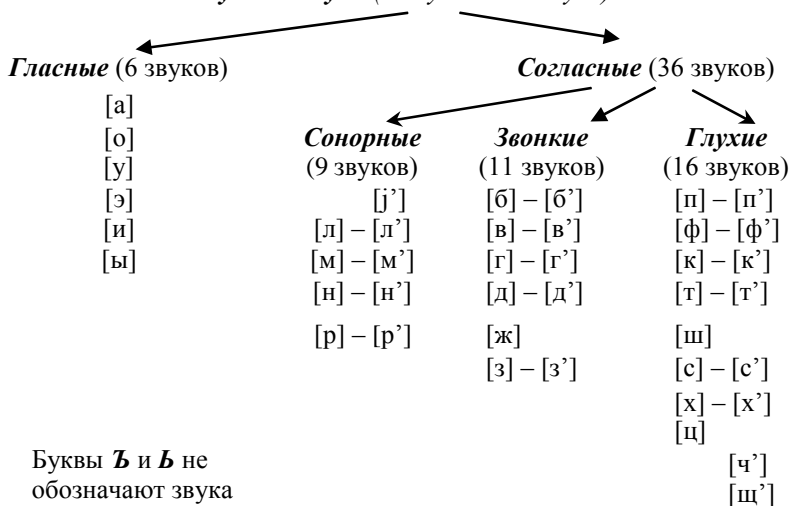 Гласные (6 звуков)
Согласные (36 звуков)
[а]
[о]
[у]
[э]
[и]
[ы]
Сонорные
(9 звуков)
[j’]
[л] – [л’]
[м] – [м’]
[н] – [н’]
[р] – [р’]
Звонкие
(11 звуков)
[б] – [б’]
[в] – [в’]
[г] – [г’]
[д] – [д’]
[ж]
[з] – [з’]
Глухие
(16 звуков)
[п] – [п’]
[ф] – [ф’]
[к] – [к’]
[т] – [т’]
[ш]
[с] – [с’]
[х] – [х’]
[ц]
[ч’]
[щ’]
Буквы Ъ и Ь не
обозначают звука